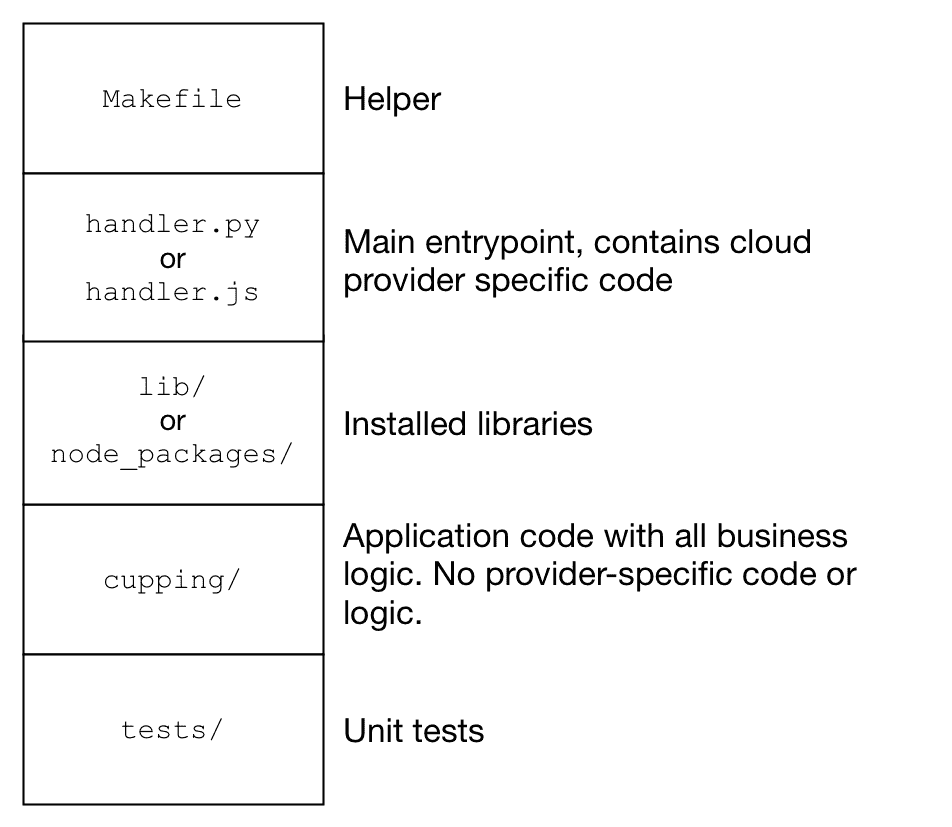 Makefile
Helper
handler.py
or
handler.js
Main entrypoint, contains cloud
provider specific code
lib/
or
node_packages/
Installed libraries
cupping/
Application code with all business
logic. No provider-specific code or
logic.
tests/
Unit tests